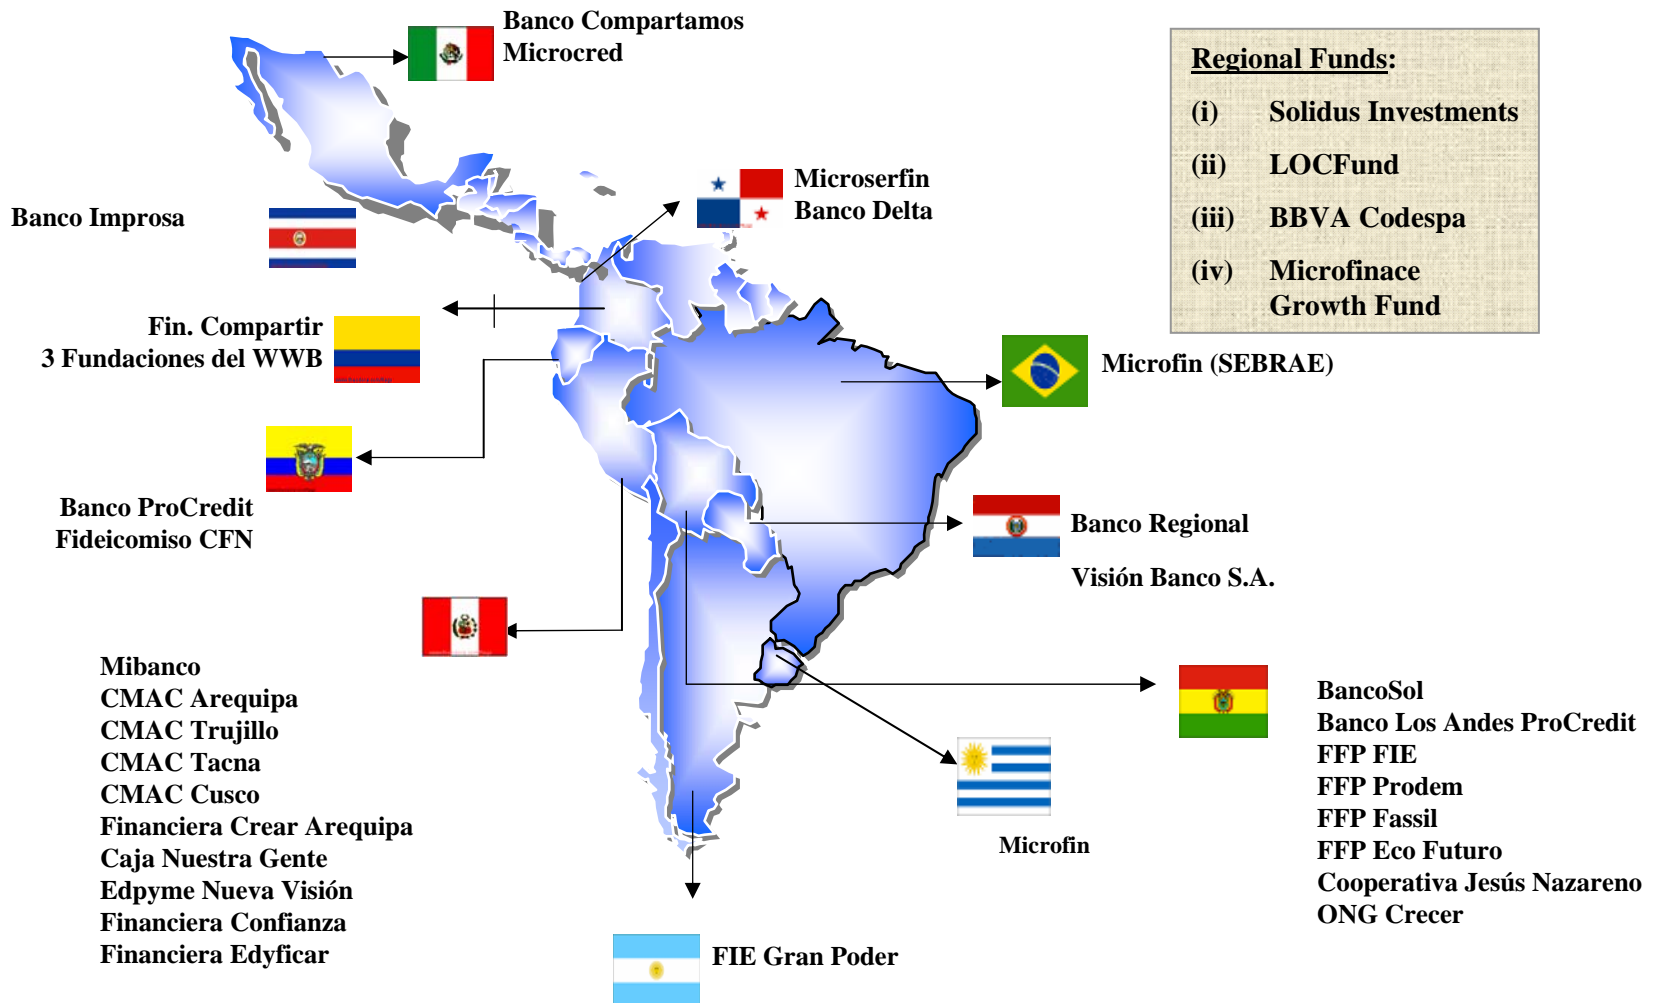 Banco Compartamos
Microcred
Regional Funds:
(i) Solidus Investments
(ii) LOCFund
(iii) BBVA Codespa
(iv) Microfinace
Growth Fund
Microserfin
Banco Delta
Banco Improsa
Fin. Compartir
3 Fundaciones del WWB
Microfin (SEBRAE)
Banco ProCredit
Fideicomiso CFN
Banco Regional
Visión Banco S.A.
Mibanco
CMAC Arequipa
CMAC Trujillo
CMAC Tacna
CMAC Cusco
Financiera Crear Arequipa
Caja Nuestra Gente
Edpyme Nueva Visión
Financiera Confianza
Financiera Edyficar
BancoSol
Banco Los Andes ProCredit
FFP FIE
FFP Prodem
FFP Fassil
FFP Eco Futuro
Cooperativa Jesús Nazareno
ONG Crecer
Microfin
FIE Gran Poder